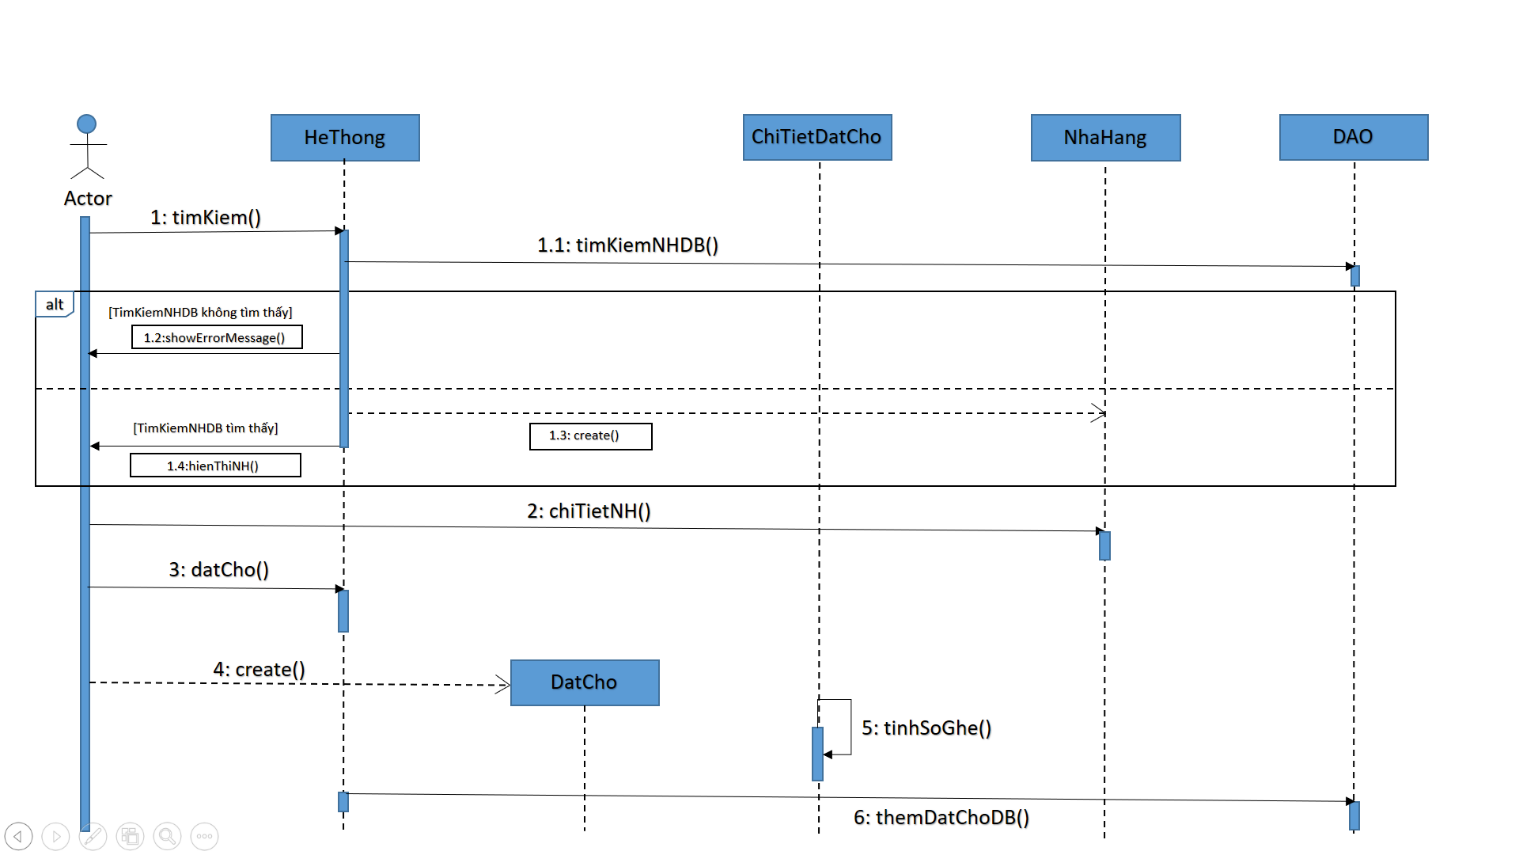 HeThong
ChiTietDatCho
NhaHang
DAO
Actor
1: timKiem()
1.1: timKiemNHDB()
alt
[TimKiemNHDB không tìm thấy]
1.2:showErrorMessage()
[TimKiemNHDB tìm thấy]
1.3: create()
1.4:hienThiNH()
2: chiTietNH()
3: datCho()
4: create()
DatCho
5: tinhSoGhe()
6: themDatChoDB()